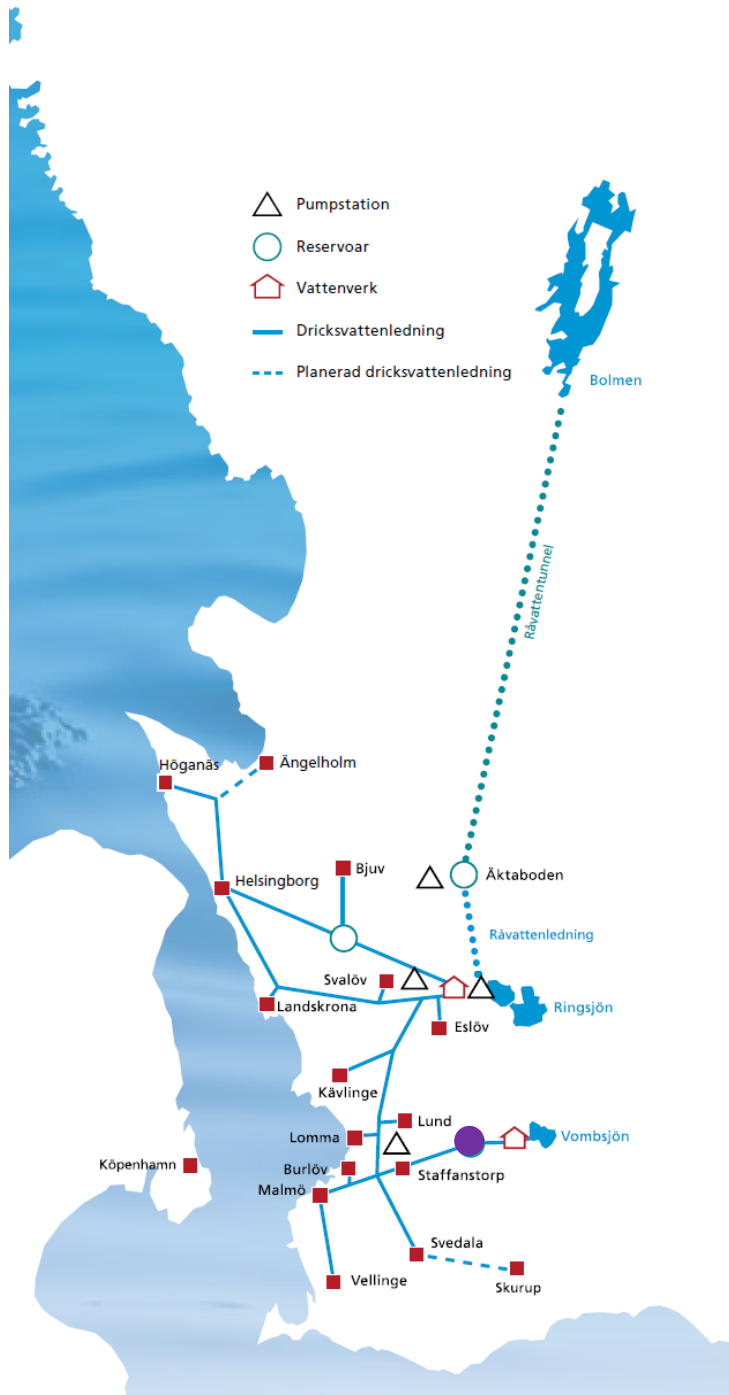 Pumpstation
Reservoar
Vattenverk
Dricksvattenledning
Planerad dricksvattenledning
Bolmen
Råvattentunnel
Höganäs
Ängelholm
Helsingborg
Bjuv
Äktaboden
Råvattenledning
Svalöv
Landskrona
Ringsjön
Eslöv
Kävlinge
Lund
Lomma
Vombsjön
Köpenhamn
Burlöv
Staffanstorp
Malmö
Svedala
Vellinge
Skurup